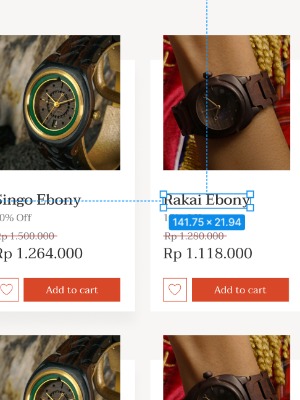 Singo Ebony
Rakai Ebony
0% Off
141.75 × 21.94
Rp 1.500.000
Rp 1.280.000
Rp 1.264.000
Rp 1.118.000
Add to cart
Add to cart